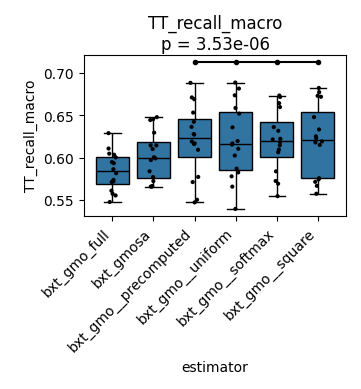 TT_recall_macro
p = 3.53e-06
TT_recall_macro
0.70
0.65
0.60
0.55
bxt_gmo_full
bxt_gmosa
bxt_gmo__precomputed
bxt_gmo__uniform
bxt_gmo__softmax
bxt_gmo__square
estimator